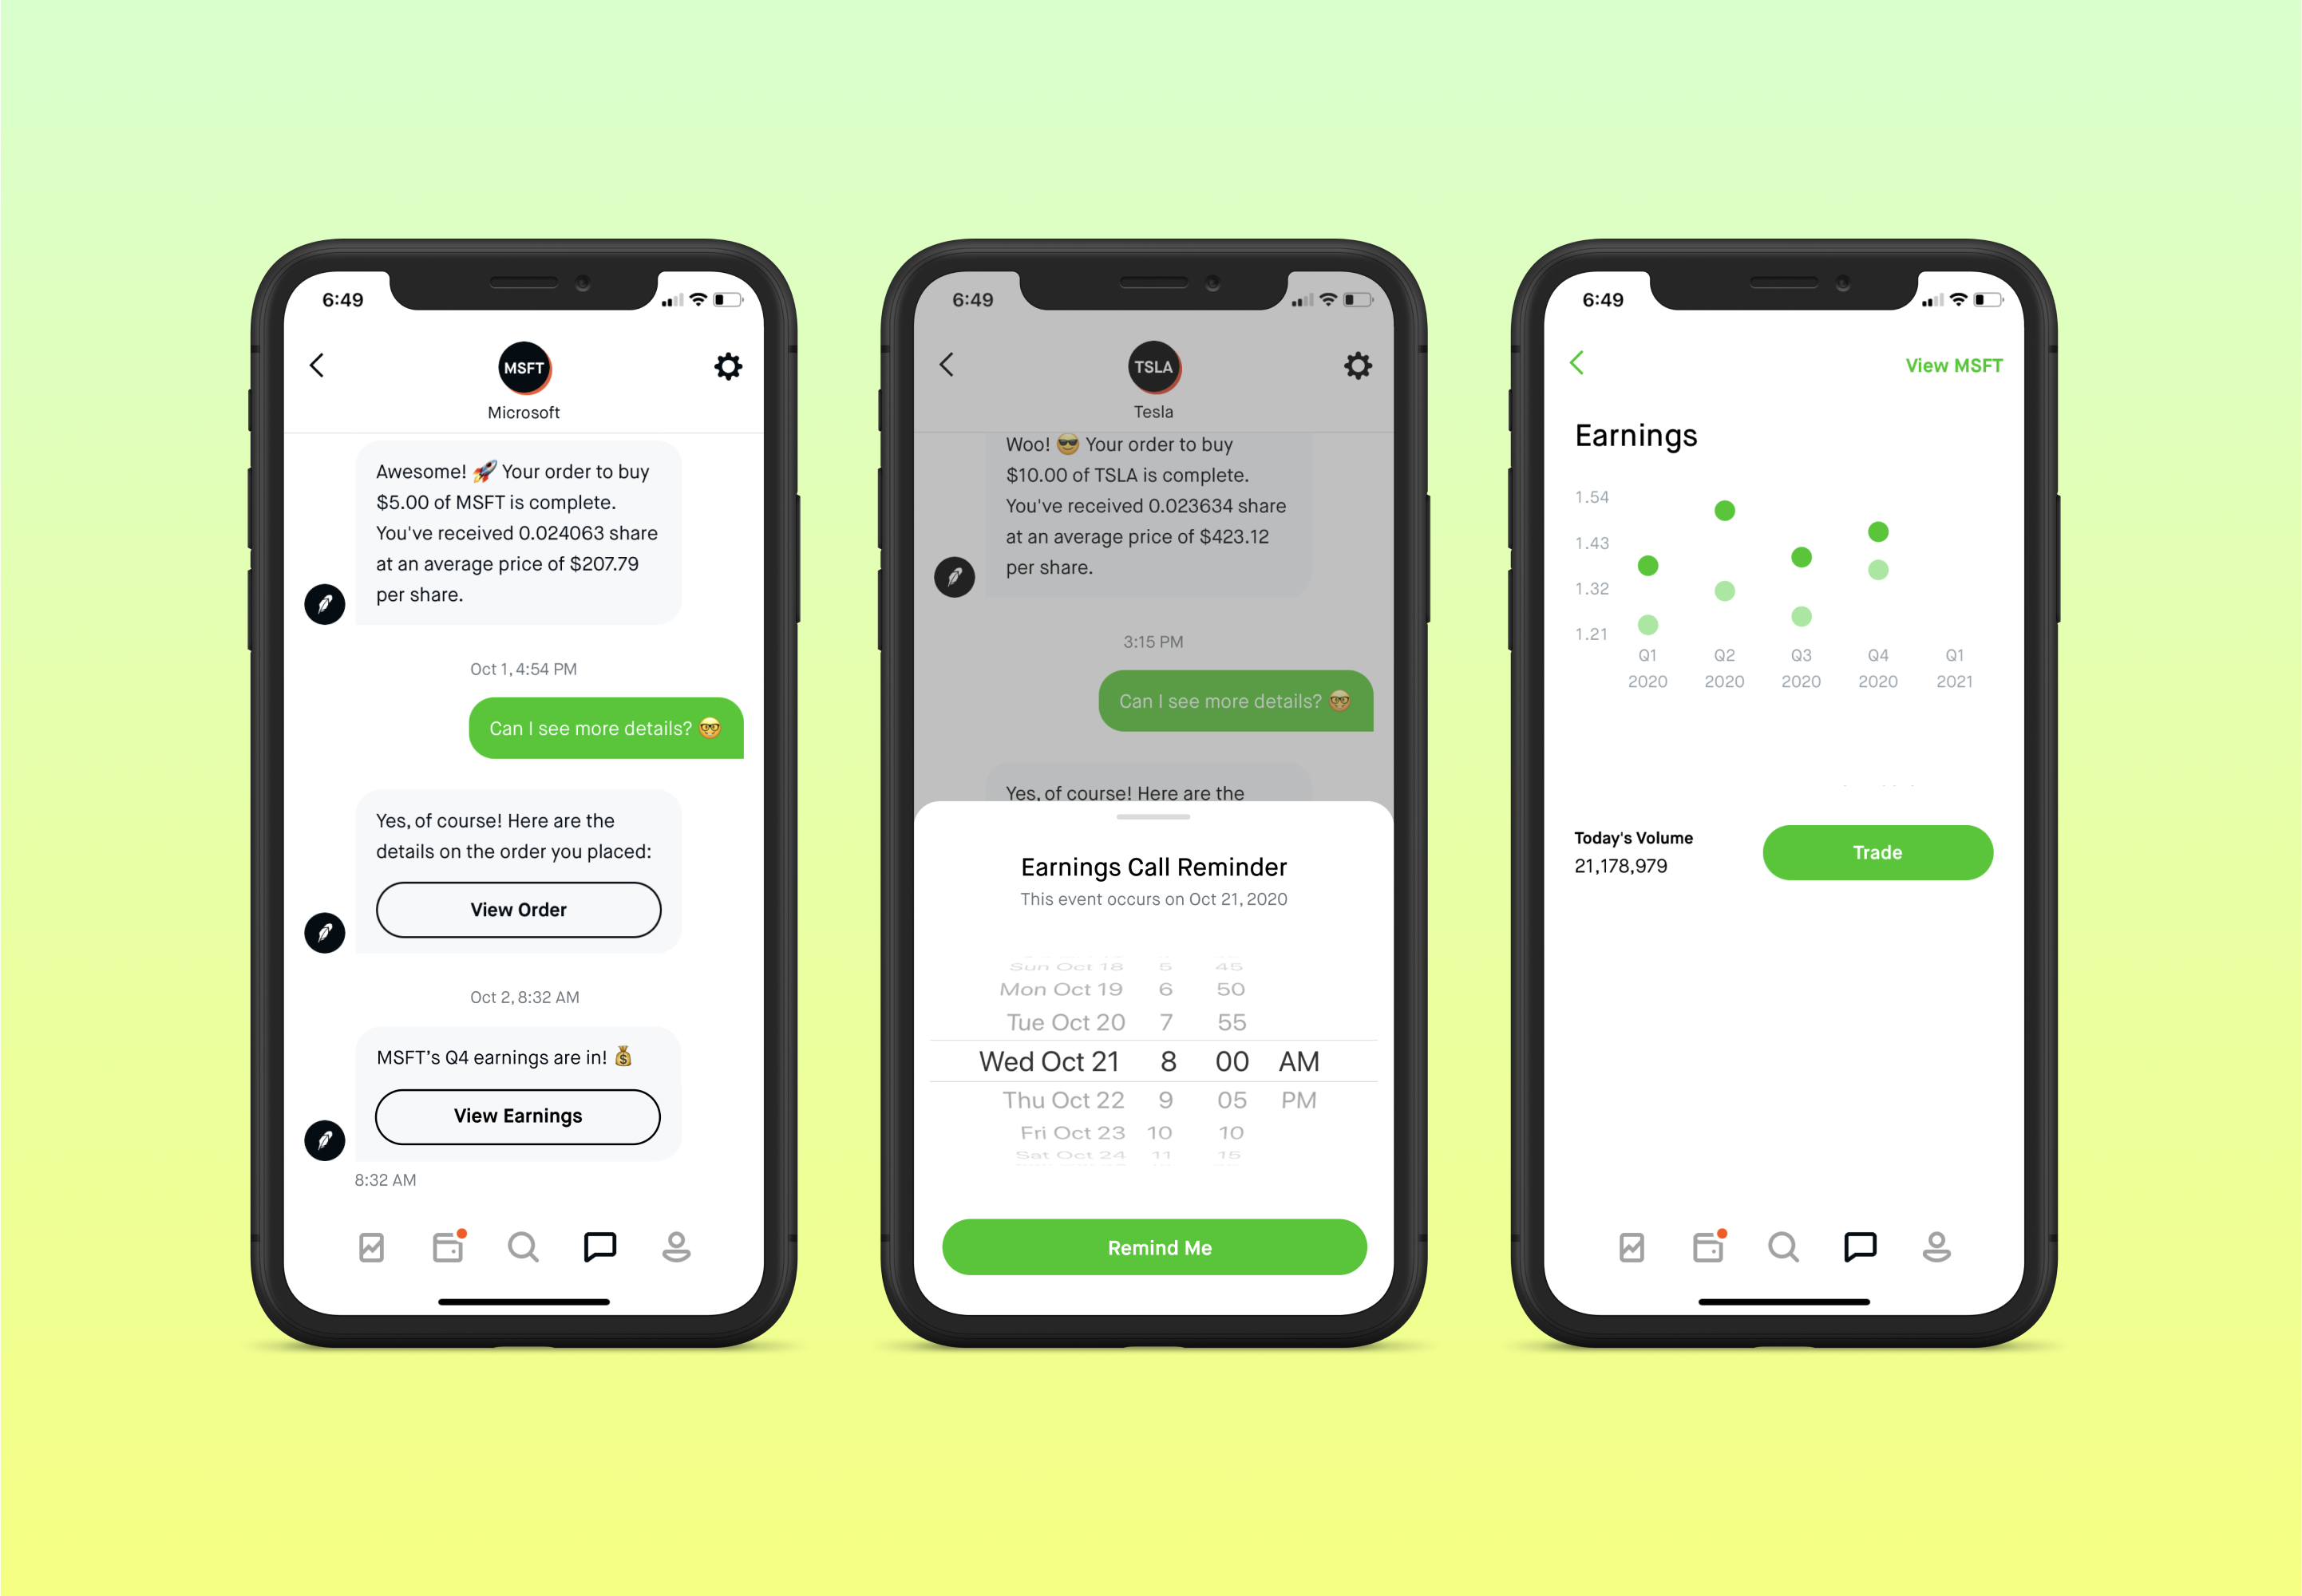 6:49
MSFT
Microsoft
Awesome! 🚀 Your order to buy
$5.00 of MSFT is complete.
You've received 0.024063 share
at an average price of $207.79
per share.
Oct 1, 4:54 PM
Can I see more details? 🤓
Yes, of course! Here are the
details on the order you placed:
View Order
Oct 2, 8:32 AM
MSFT’s Q4 earnings are in! 💰
View Earnings
8:32 AM
6:49
TSLA
Tesla
Woo! 😎 Your order to buy
$10.00 of TSLA is complete.
You've received 0.023634 share
at an average price of $423.12
per share.
3:15 PM
Can I see more details? 🤓
Yes, of course! Here are the
Earnings Call Reminder
This event occurs on Oct 21, 2020
Sun Oct 18 5 45
Mon Oct 19 6 50
Tue Oct 20 7 55
Wed Oct 21 8 00 AM
Thu Oct 22 9 05 PM
Fri Oct 23 10 10
Sat Oct 24 11 15
Remind Me
6:49
View MSFT
Earnings
1.54
1.43
1.32
1.21
Q1 Q2 Q3 Q4 Q1
2020 2020 2020 2020 2021
Today's Volume
21,178,979
Trade